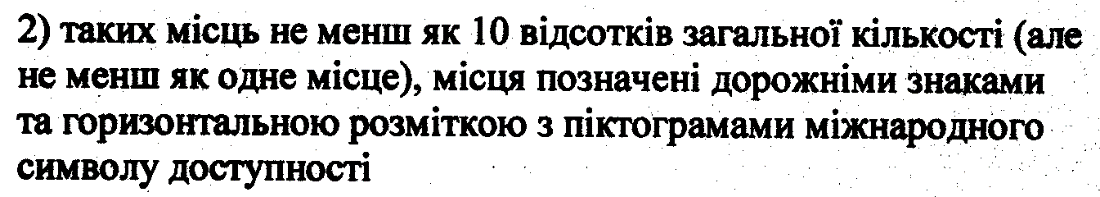 2) таких місць не менш як 10 відсотків загальної кількості (але
не менш як одне місце), місця позначені дорожніми знаками
та горизонтальною розміткою з піктограмами міжнародного
символу доступності